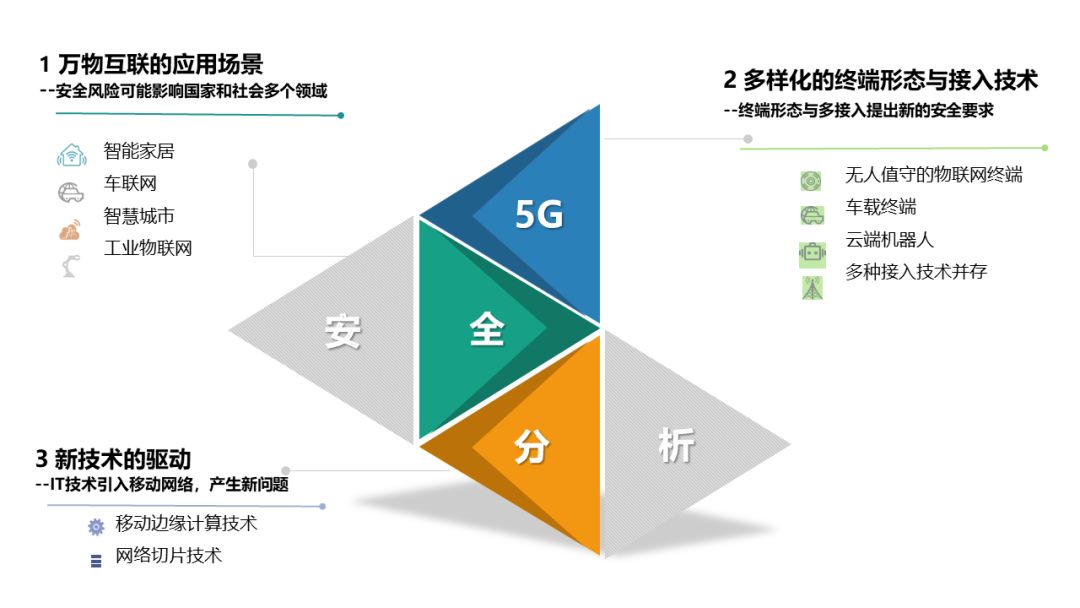 1 万物互联的应用场景
--安全风险可能影响国家和社会多个领域
智能家居
车联网
智慧城市
工业物联网
2 多样化的终端形态与接入技术
--终端形态与多接入提出新的安全要求
无人值守的物联网终端
车载终端
云端机器人
多种接入技术并存
5G
安
全
分
析
3 新技术的驱动
--IT技术引入移动网络，产生新问题
移动边缘计算技术
网络切片技术